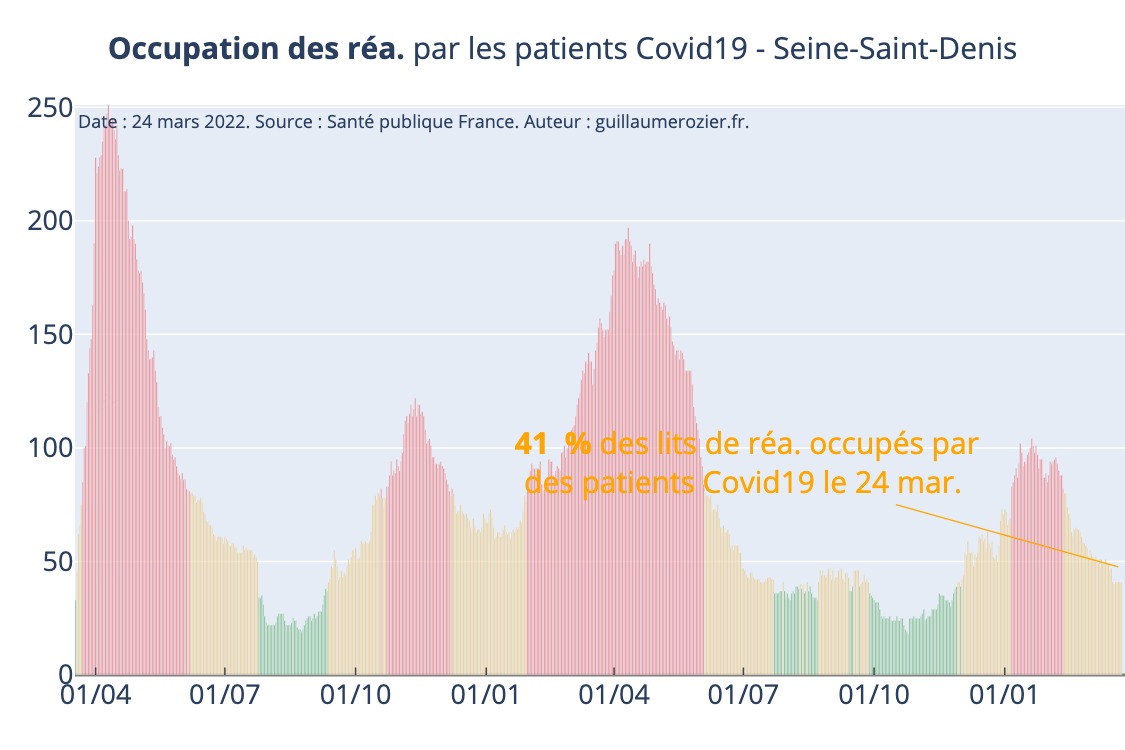 Occupation des réa. par les patients Covid19 - Seine-Saint-Denis
250
Date : 24 mars 2022. Source : Santé publique France. Auteur : guillaumerozier.fr.
200
150
100
41 % des lits de réa. occupés par
des patients Covid19 le 24 mar.
50
0
01/04 01/07 01/10 01/01 01/04 01/07 01/10 01/01